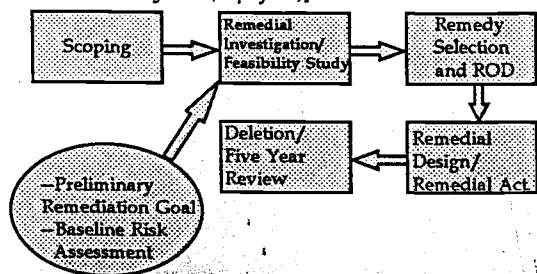 Scoping
Remedial
Investigation/
Feasibility Study
Remedy
Selection
and ROD
Deletion/
Five Year
Review
Remedial
Design/
Remedial Act.
–Preliminary
Remediation Goal
–Baseline Risk
Assessment